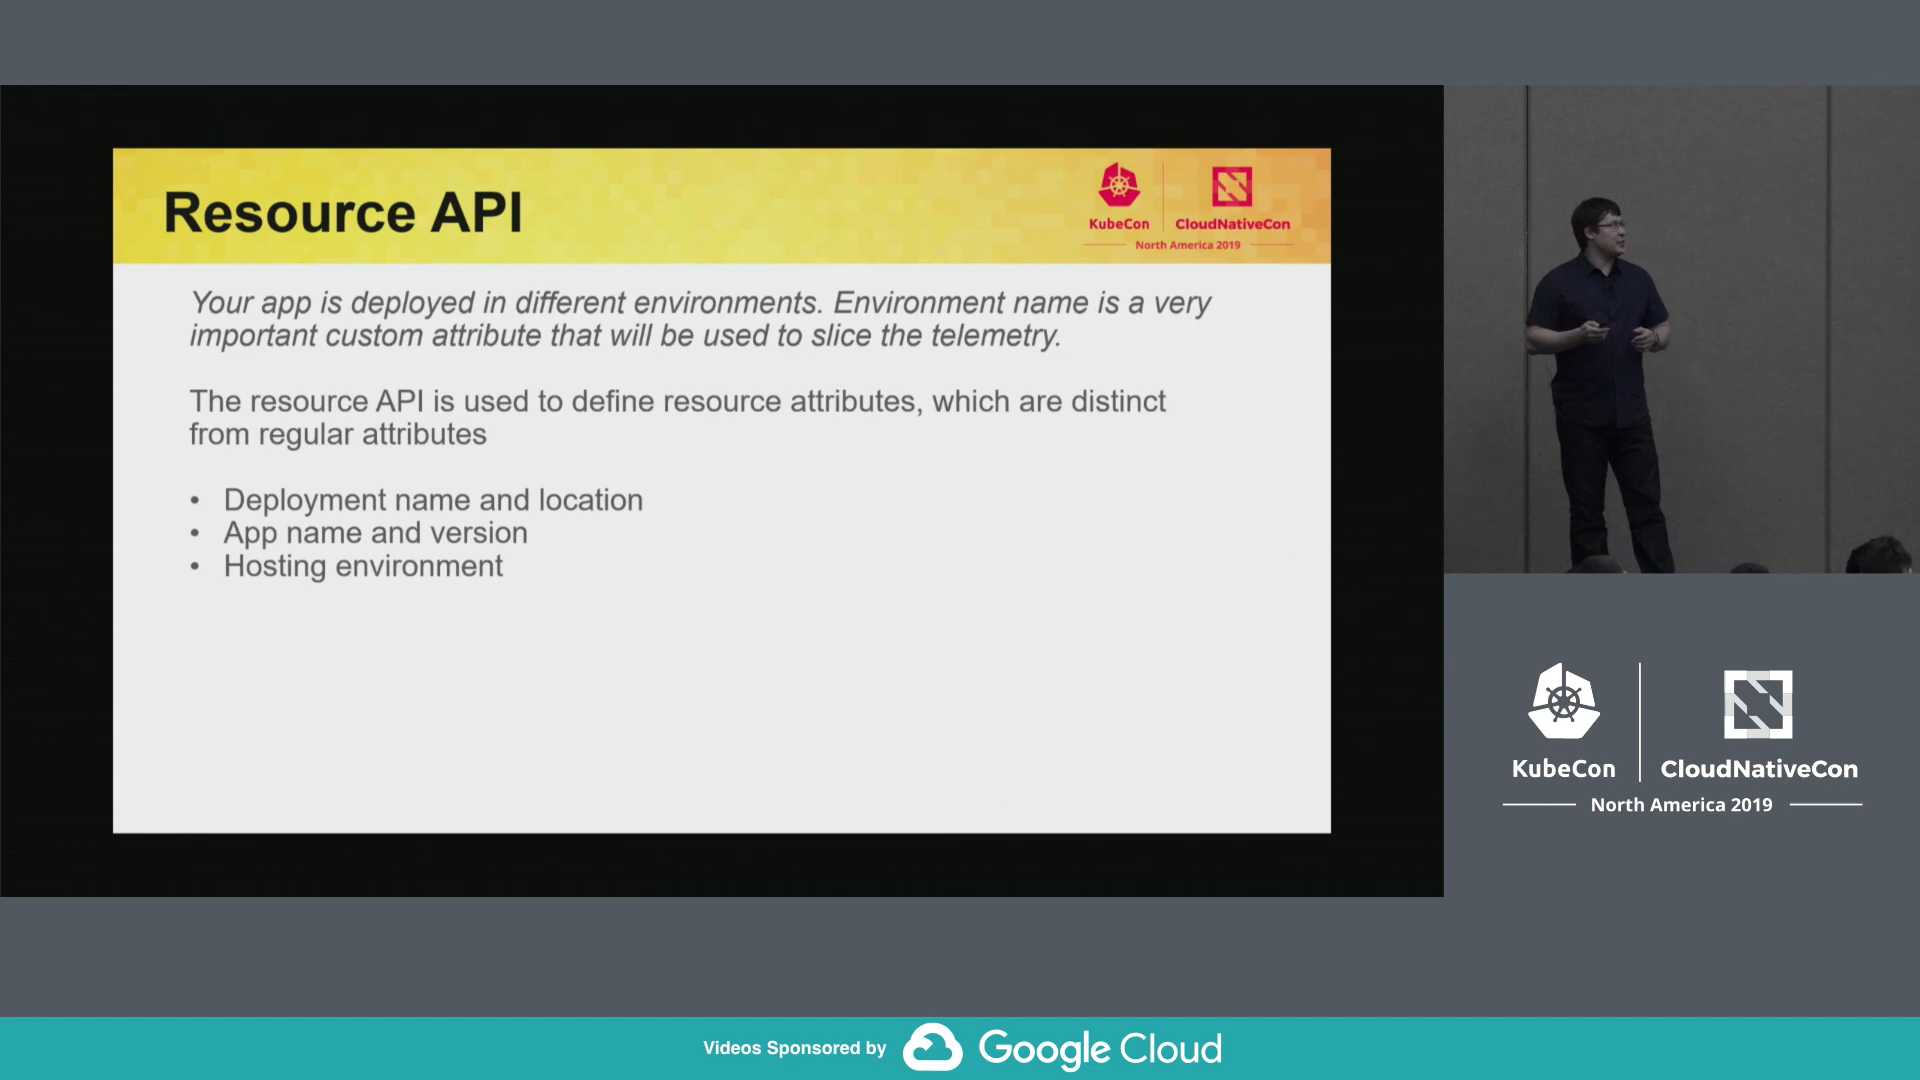 Resource API
KubeCon
CloudNativeCon
North America 2019
Your app is deployed in different environments. Environment name is a very
important custom attribute that will be used to slice the telemetry.
The resource API is used to define resource attributes, which are distinct
from regular attributes
• Deployment name and location
• App name and version
• Hosting environment
KubeCon
CloudNativeCon
North America 2019
Videos Sponsored by
Google Cloud